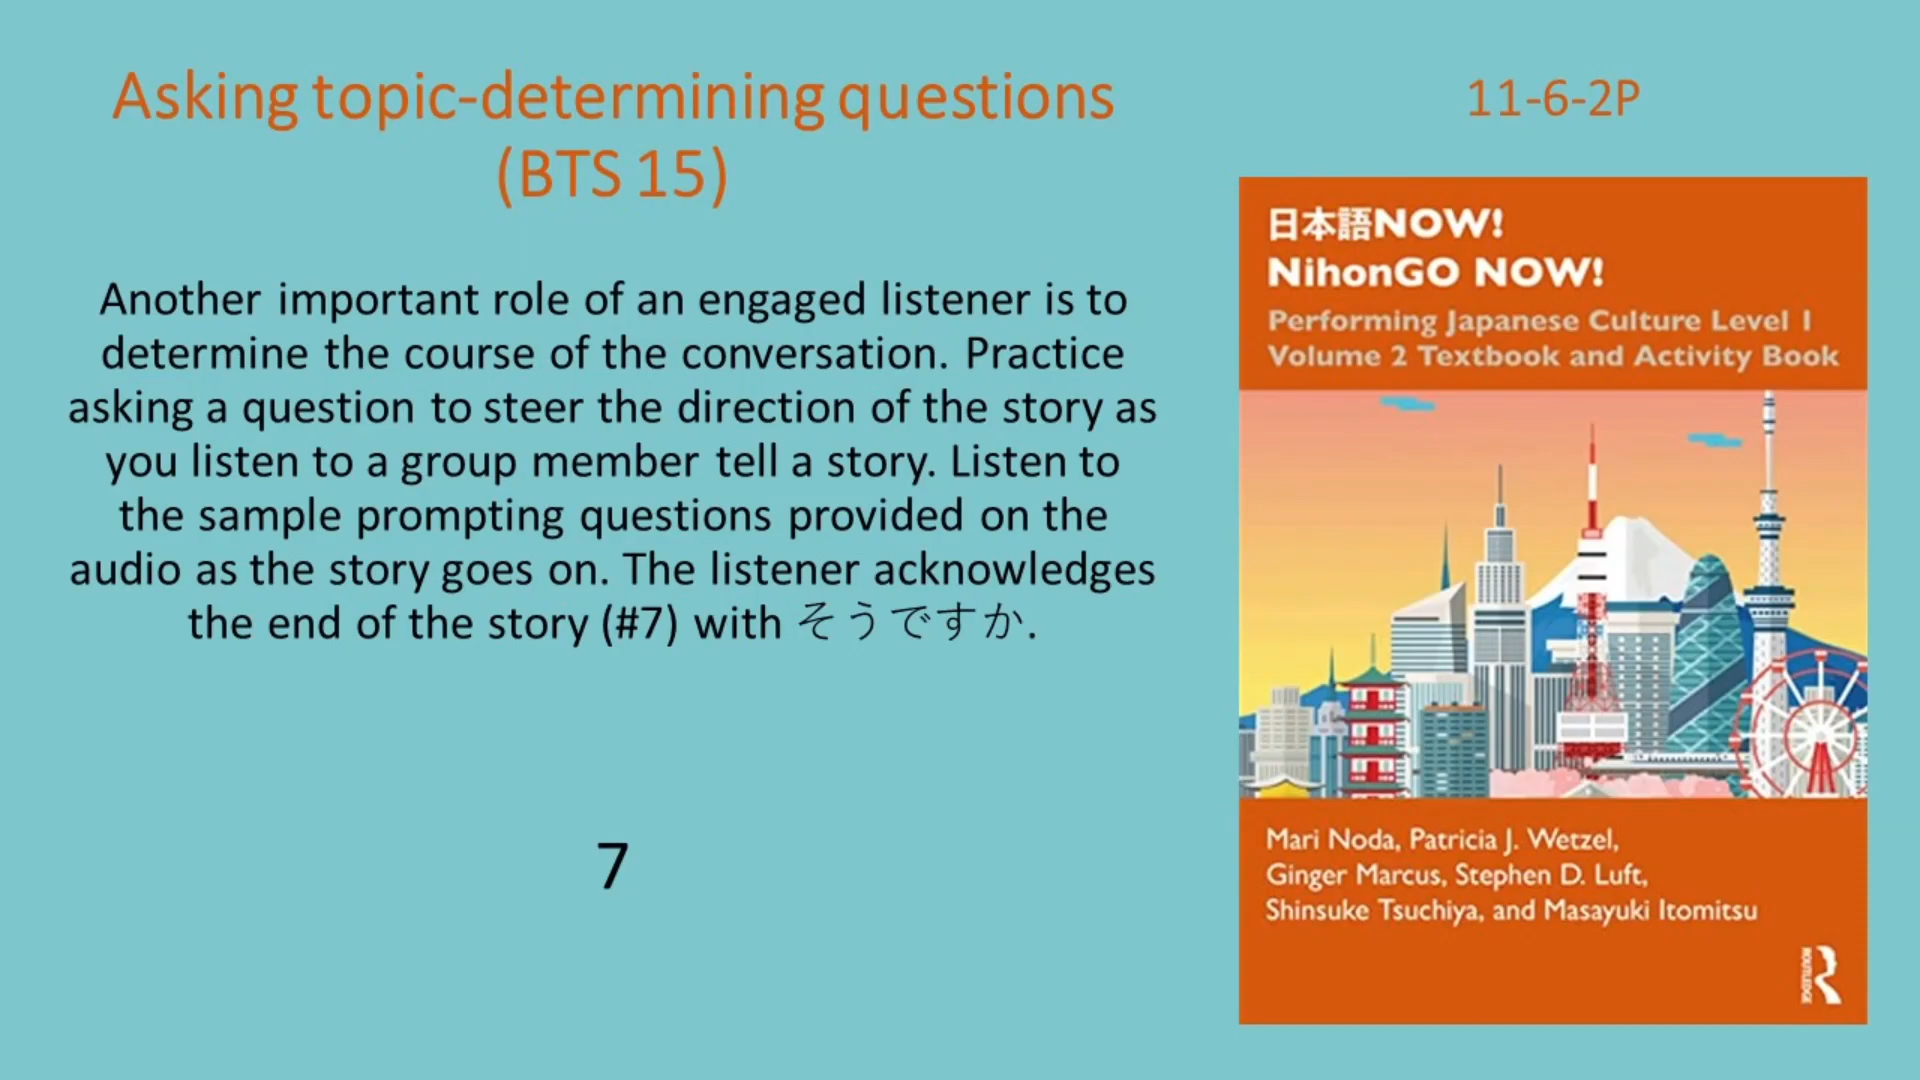 Asking topic-determining questions
(BTS 15)
Another important role of an engaged listener is to
determine the course of the conversation. Practice
asking a question to steer the direction of the story as
you listen to a group member tell a story. Listen to
the sample prompting questions provided on the
audio as the story goes on. The listener acknowledges
the end of the story (#7) with そうですか.
7
11-6-2P
日本語NOW!
NihonGO NOW!
Performing Japanese Culture Level 1
Volume 2 Textbook and Activity Book
Mari Noda, Patricia J. Wetzel,
Ginger Marcus, Stephen D. Luft,
Shinsuke Tsuchiya, and Masayuki Itomitsu
ROUTLEDGE